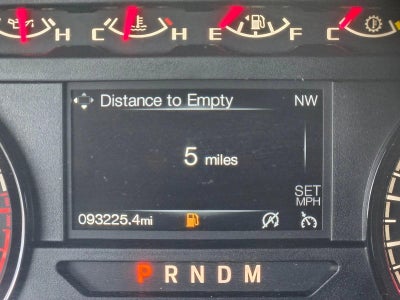 H C H E F C
Distance to Empty NW
5 miles
SET
MPH
093225.4mi
P R N D M